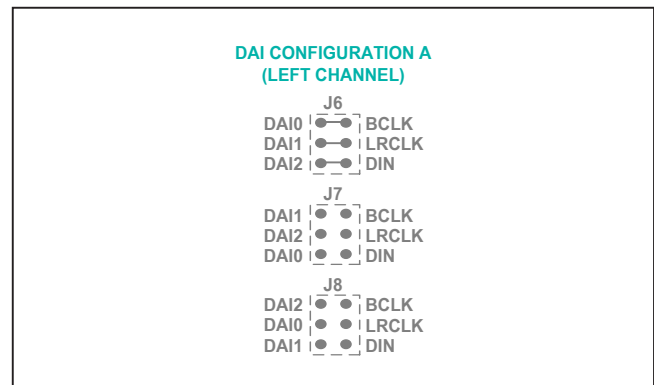 DAI CONFIGURATION A
(LEFT CHANNEL)
J6
DAI0 BCLK
DAI1 LRCLK
DAI2 DIN
J7
DAI1 BCLK
DAI2 LRCLK
DAI0 DIN
J8
DAI2 BCLK
DAI0 LRCLK
DAI1 DIN